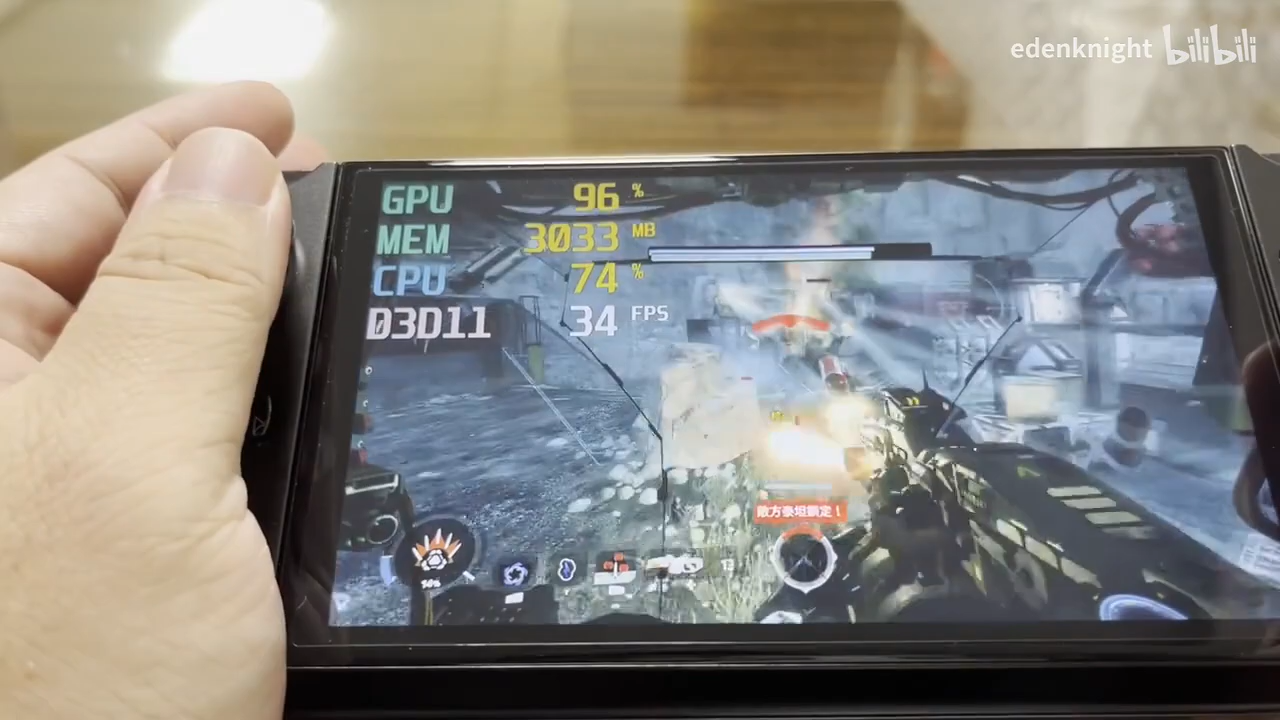 edenknight bilibili
GPU 96 %
MEM 3033 MB
CPU 74 %
D3D11 34 FPS
敵方泰坦鎖定!